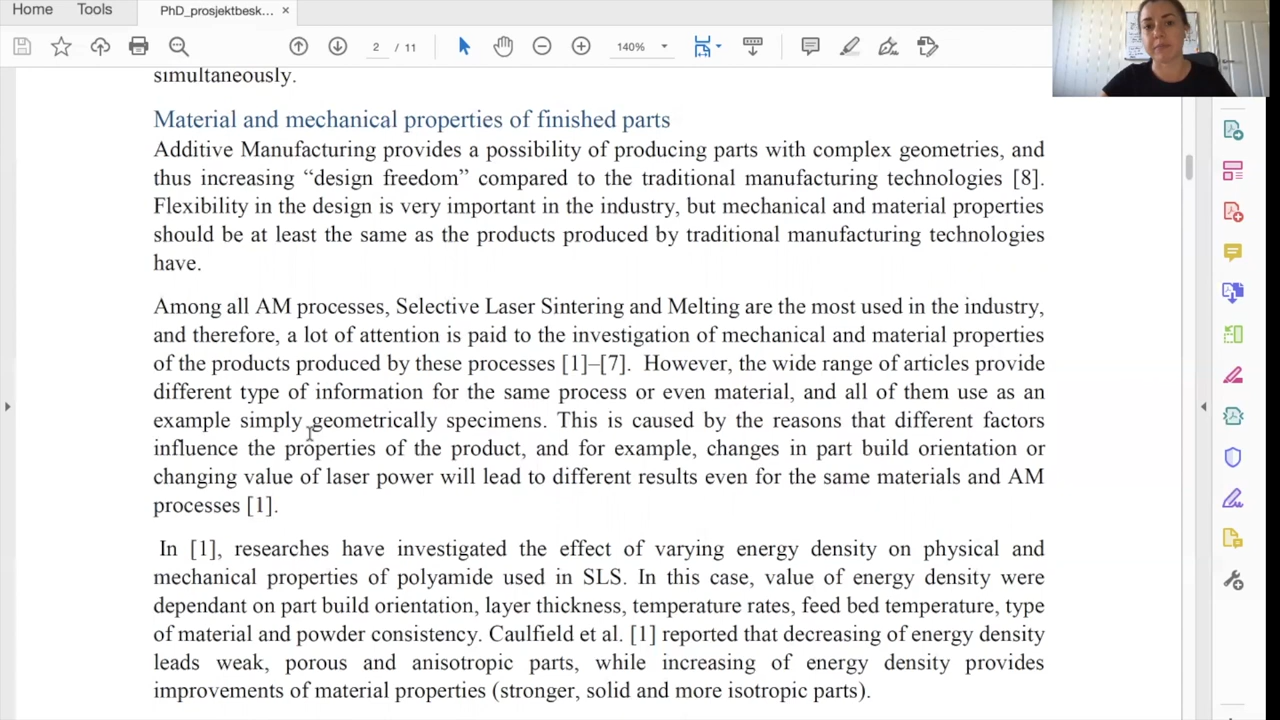 Home Tools PhD_prosjektbesk... ×
2 / 11 140%
simultaneously.
Material and mechanical properties of finished parts
Additive Manufacturing provides a possibility of producing parts with complex geometries, and
thus increasing “design freedom” compared to the traditional manufacturing technologies [8].
Flexibility in the design is very important in the industry, but mechanical and material properties
should be at least the same as the products produced by traditional manufacturing technologies
have.
Among all AM processes, Selective Laser Sintering and Melting are the most used in the industry,
and therefore, a lot of attention is paid to the investigation of mechanical and material properties
of the products produced by these processes [1]–[7]. However, the wide range of articles provide
different type of information for the same process or even material, and all of them use as an
example simply geometrically specimens. This is caused by the reasons that different factors
influence the properties of the product, and for example, changes in part build orientation or
changing value of laser power will lead to different results even for the same materials and AM
processes [1].
In [1], researches have investigated the effect of varying energy density on physical and
mechanical properties of polyamide used in SLS. In this case, value of energy density were
dependant on part build orientation, layer thickness, temperature rates, feed bed temperature, type
of material and powder consistency. Caulfield et al. [1] reported that decreasing of energy density
leads weak, porous and anisotropic parts, while increasing of energy density provides
improvements of material properties (stronger, solid and more isotropic parts).